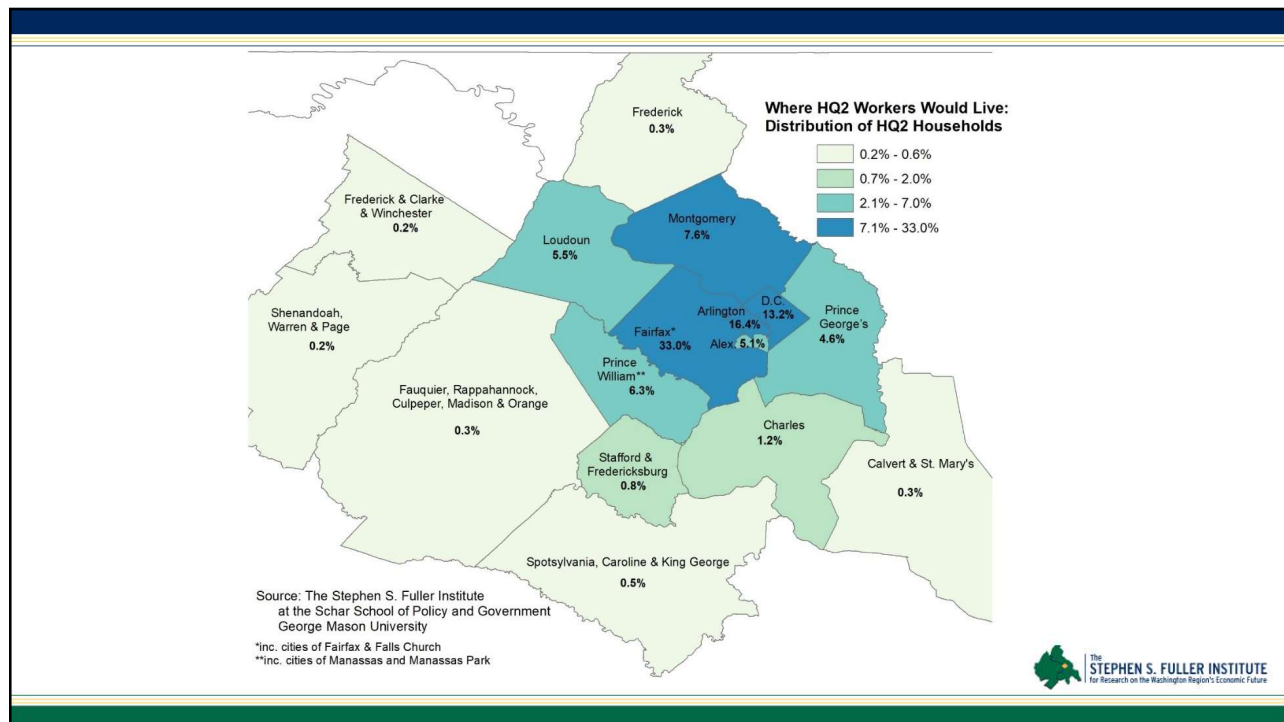 Where HQ2 Workers Would Live:
Distribution of HQ2 Households
0.2% - 0.6%
0.7% - 2.0%
2.1% - 7.0%
7.1% - 33.0%
Frederick
0.3%
Frederick & Clarke
& Winchester
0.2%
Loudoun
5.5%
Montgomery
7.6%
Shenandoah,
Warren & Page
0.2%
Fairfax*
33.0%
Arlington
16.4%
D.C.
13.2%
Alex.
5.1%
Prince
George's
4.6%
Prince
William**
6.3%
Fauquier, Rappahannock,
Culpeper, Madison & Orange
0.3%
Stafford &
Fredericksburg
0.8%
Charles
1.2%
Calvert & St. Mary's
0.3%
Spotsylvania, Caroline & King George
0.5%
Source: The Stephen S. Fuller Institute
at the Schar School of Policy and Government
George Mason University
*inc. cities of Fairfax & Falls Church
**inc. cities of Manassas and Manassas Park
The
STEPHEN S. FULLER INSTITUTE
for Research on the Washington Region's Economic Future